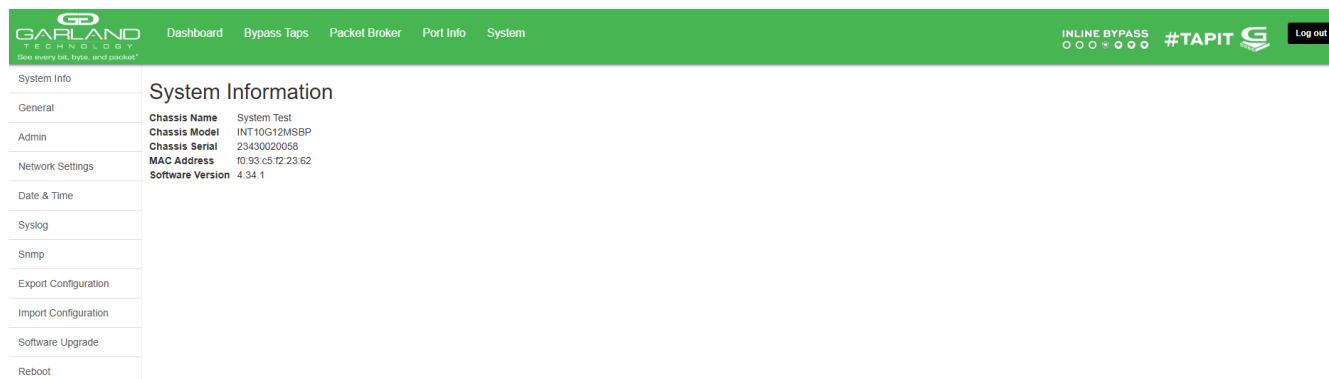 GARLAND
TECHNOLOGY
See every bit, byte, and packet®
Dashboard Bypass Taps Packet Broker Port Info System
INLINE BYPASS
#TAPIT
Log out
System Info
General
Admin
Network Settings
Date & Time
Syslog
Snmp
Export Configuration
Import Configuration
Software Upgrade
Reboot
System Information
Chassis Name System Test
Chassis Model INT10G12MSBP
Chassis Serial 23430020058
MAC Address f0:93:c5:f2:23:62
Software Version 4.34.1